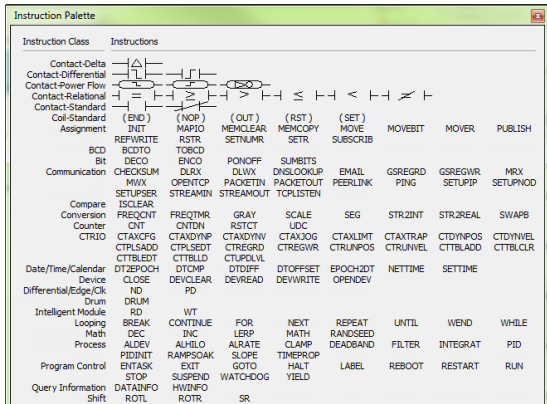 Instruction Palette
Instruction Class Instructions
Contact-Delta
Contact-Differential
Contact-Power Flow
Contact-Relational = ≥ > ≤ < ≠
Contact-Standard
Coil-Standard (END) (NOP) (OUT) (RST) (SET)
Assignment INIT MAPIO MEMCLEAR MEMCOPY MOVE MOVEBIT MOVER PUBLISH
REFWRITE RSTR SETNUMR SETR SUBSCRIB
BCD BCDTO TOBCD
Bit DECO ENCO PONOFF SUMBITS
Communication CHECKSUM DLRX DLWX DNSLOOKUP EMAIL GSREGRD GSREGWR MRX
MWX OPENTCP PACKETIN PACKETOUT PEERLINK PING SETUPIP SETUPNOD
SETUPSER STREAMIN STREAMOUT TCPLISTEN
Compare ISCLEAR
Conversion FREQCNT FREQTMR GRAY SCALE SEG STR2INT STR2REAL SWAPB
Counter CNT CNTDN RSTCT UDC
CTRIO CTAXCFG CTAXDYNP CTAXDYNV CTAXJOG CTAXLIMT CTAXTRAP CTDYNPOS CTDYNVEL
CTPLSADD CTPLSEDT CTREGRD CTREGWR CTRUNPOS CTRUNVEL CTTBLADD CTTBLCLR
CTTBLEDT CTTBLLD CTUPDLVL
Date/Time/Calendar DT2EPOCH DTCMP DTDIFF DTOFFSET EPOCH2DT NETTIME SETTIME
Device CLOSE DEVCLEAR DEVREAD DEVWRITE OPENDEV
Differential/Edge/Clk ND PD
Drum DRUM
Intelligent Module RD WT
Looping BREAK CONTINUE FOR NEXT REPEAT UNTIL WEND WHILE
Math DEC INC LERP MATH RANDSEED
Process ALDEV ALHILO ALRATE CLAMP DEADBAND FILTER INTEGRAT PID
PIDINIT RAMPSOAK SLOPE TIMEPROP
Program Control ENTASK EXIT GOTO HALT LABEL REBOOT RESTART RUN
STOP SUSPEND WATCHDOG YIELD
Query Information DATAINFO HWINFO
Shift ROTL ROTR SR